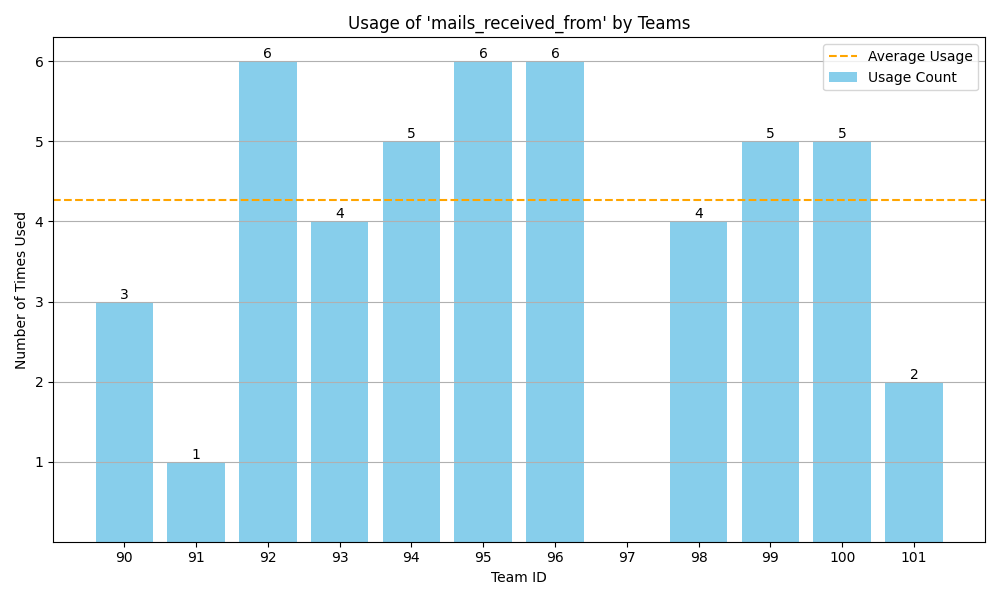 Usage of 'mails_received_from' by Teams
Average Usage
Usage Count
Number of Times Used
6
5
4
3
2
1
3
1
6
4
5
6
6
4
5
5
2
90 91 92 93 94 95 96 97 98 99 100 101
Team ID